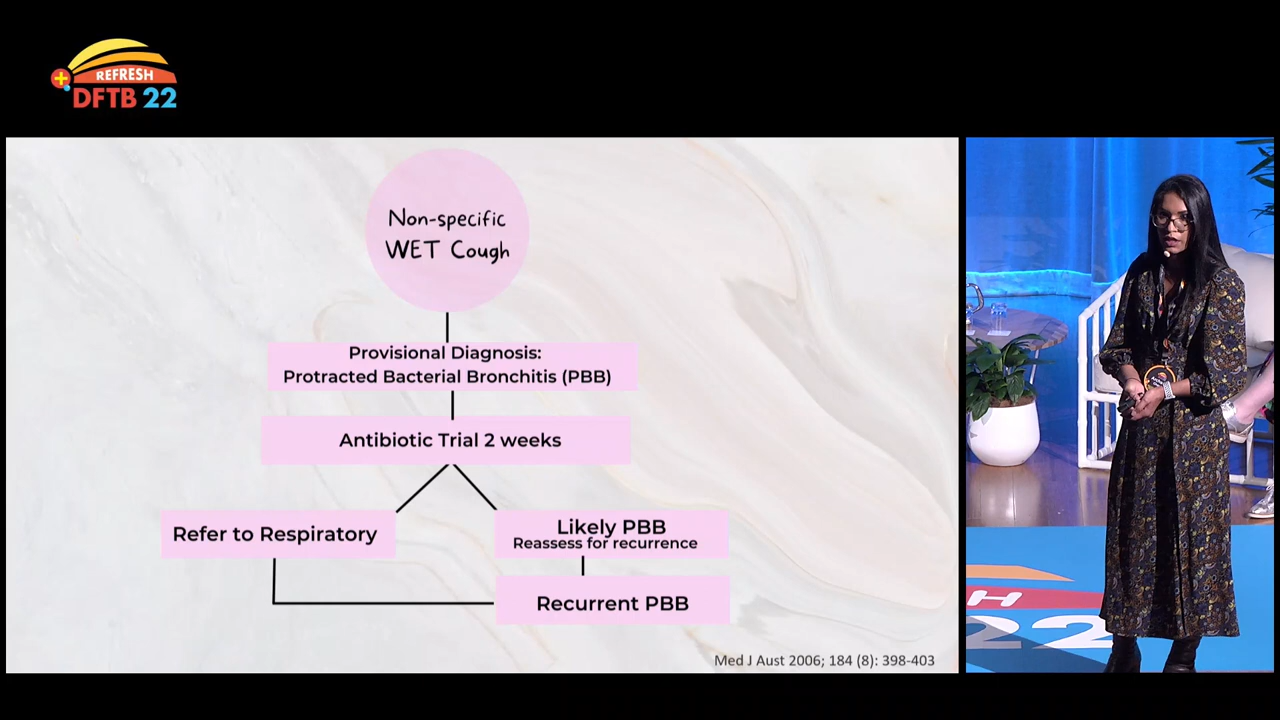 REFRESH
DFTB 22
Non-specific
WET Cough
Provisional Diagnosis:
Protracted Bacterial Bronchitis (PBB)
Antibiotic Trial 2 weeks
Refer to Respiratory
Likely PBB
Reassess for recurrence
Recurrent PBB
Med J Aust 2006; 184 (8): 398-403
H
22